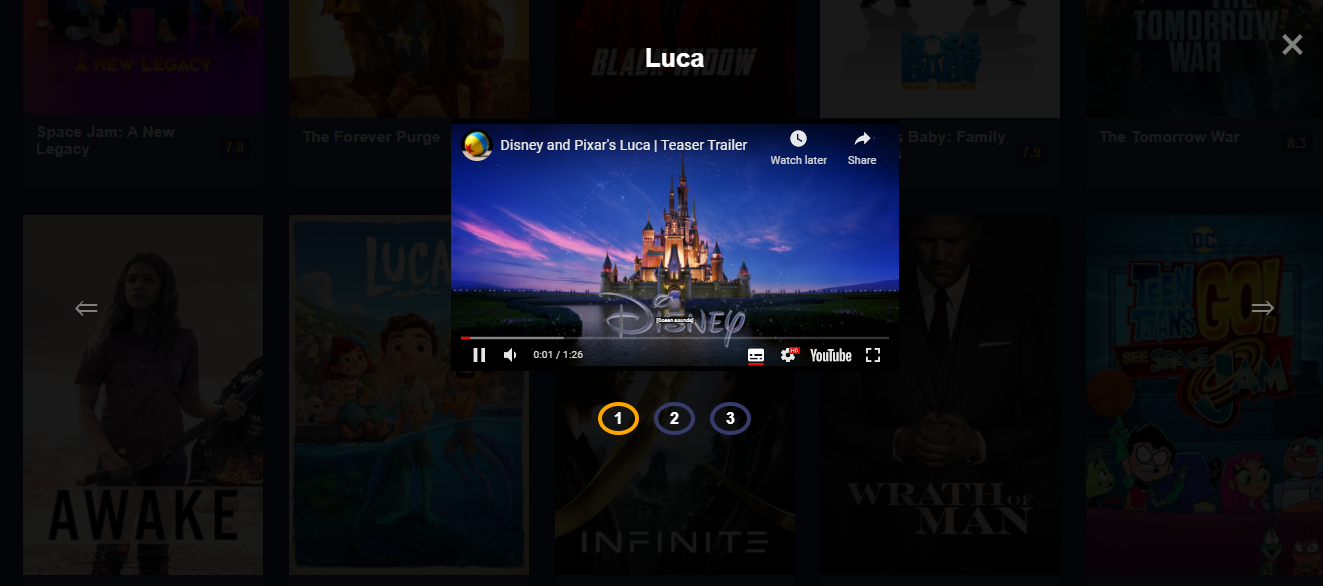 A NEW LEGACY
BLACK WIDOW
BOSS
BABY
THE
TOMORROW
WAR
Luca
Space Jam: A New
Legacy
7.8
The Forever Purge
s Baby: Family
7.9
The Tomorrow War
8.3
Disney and Pixar's Luca | Teaser Trailer
Watch later
Share
DISNEY
[Ocean sounds]
0:01 / 1:26
HD
YouTube
1
2
3
AWAKE
LUCA
INFINITE
WRATH OF
MAN
DC
TEEN
TITANS
GO!
SEE SPACE
JAM